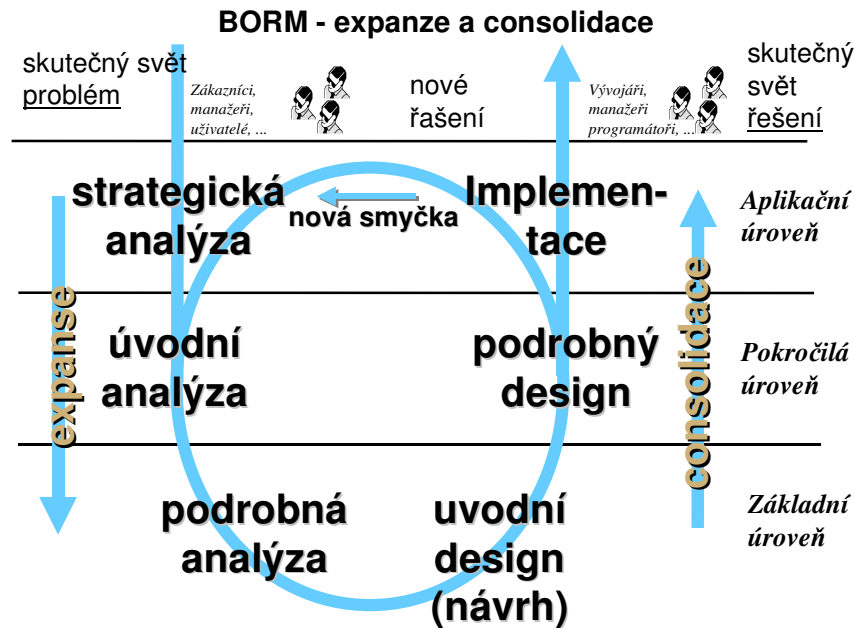 BORM - expanze a consolidace
skutečný svět
problém
Zákazníci,
manažeři,
uživatelé, ...
nové
řašení
Vývojáři,
manažeři
programátoři, ...
skutečný
svět
řešení
strategická
analýza
nová smyčka
Implemen-
tace
Aplikační
úroveň
expanse
úvodní
analýza
podrobný
design
consolidace
Pokročilá
úroveň
podrobná
analýza
uvodní
design
(návrh)
Základní
úroveň